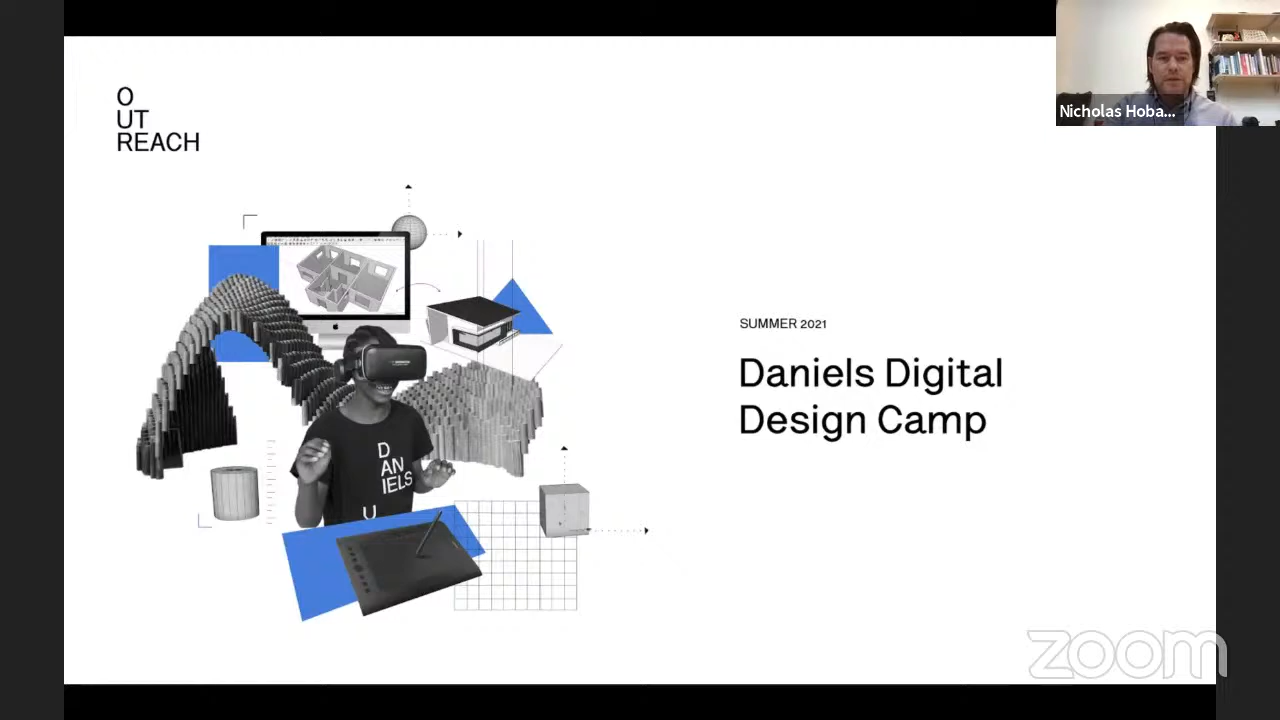 O
UT
REACH
Nicholas Hoba...
SUMMER 2021
Daniels Digital
Design Camp
D
AN
IELS
U
zoom